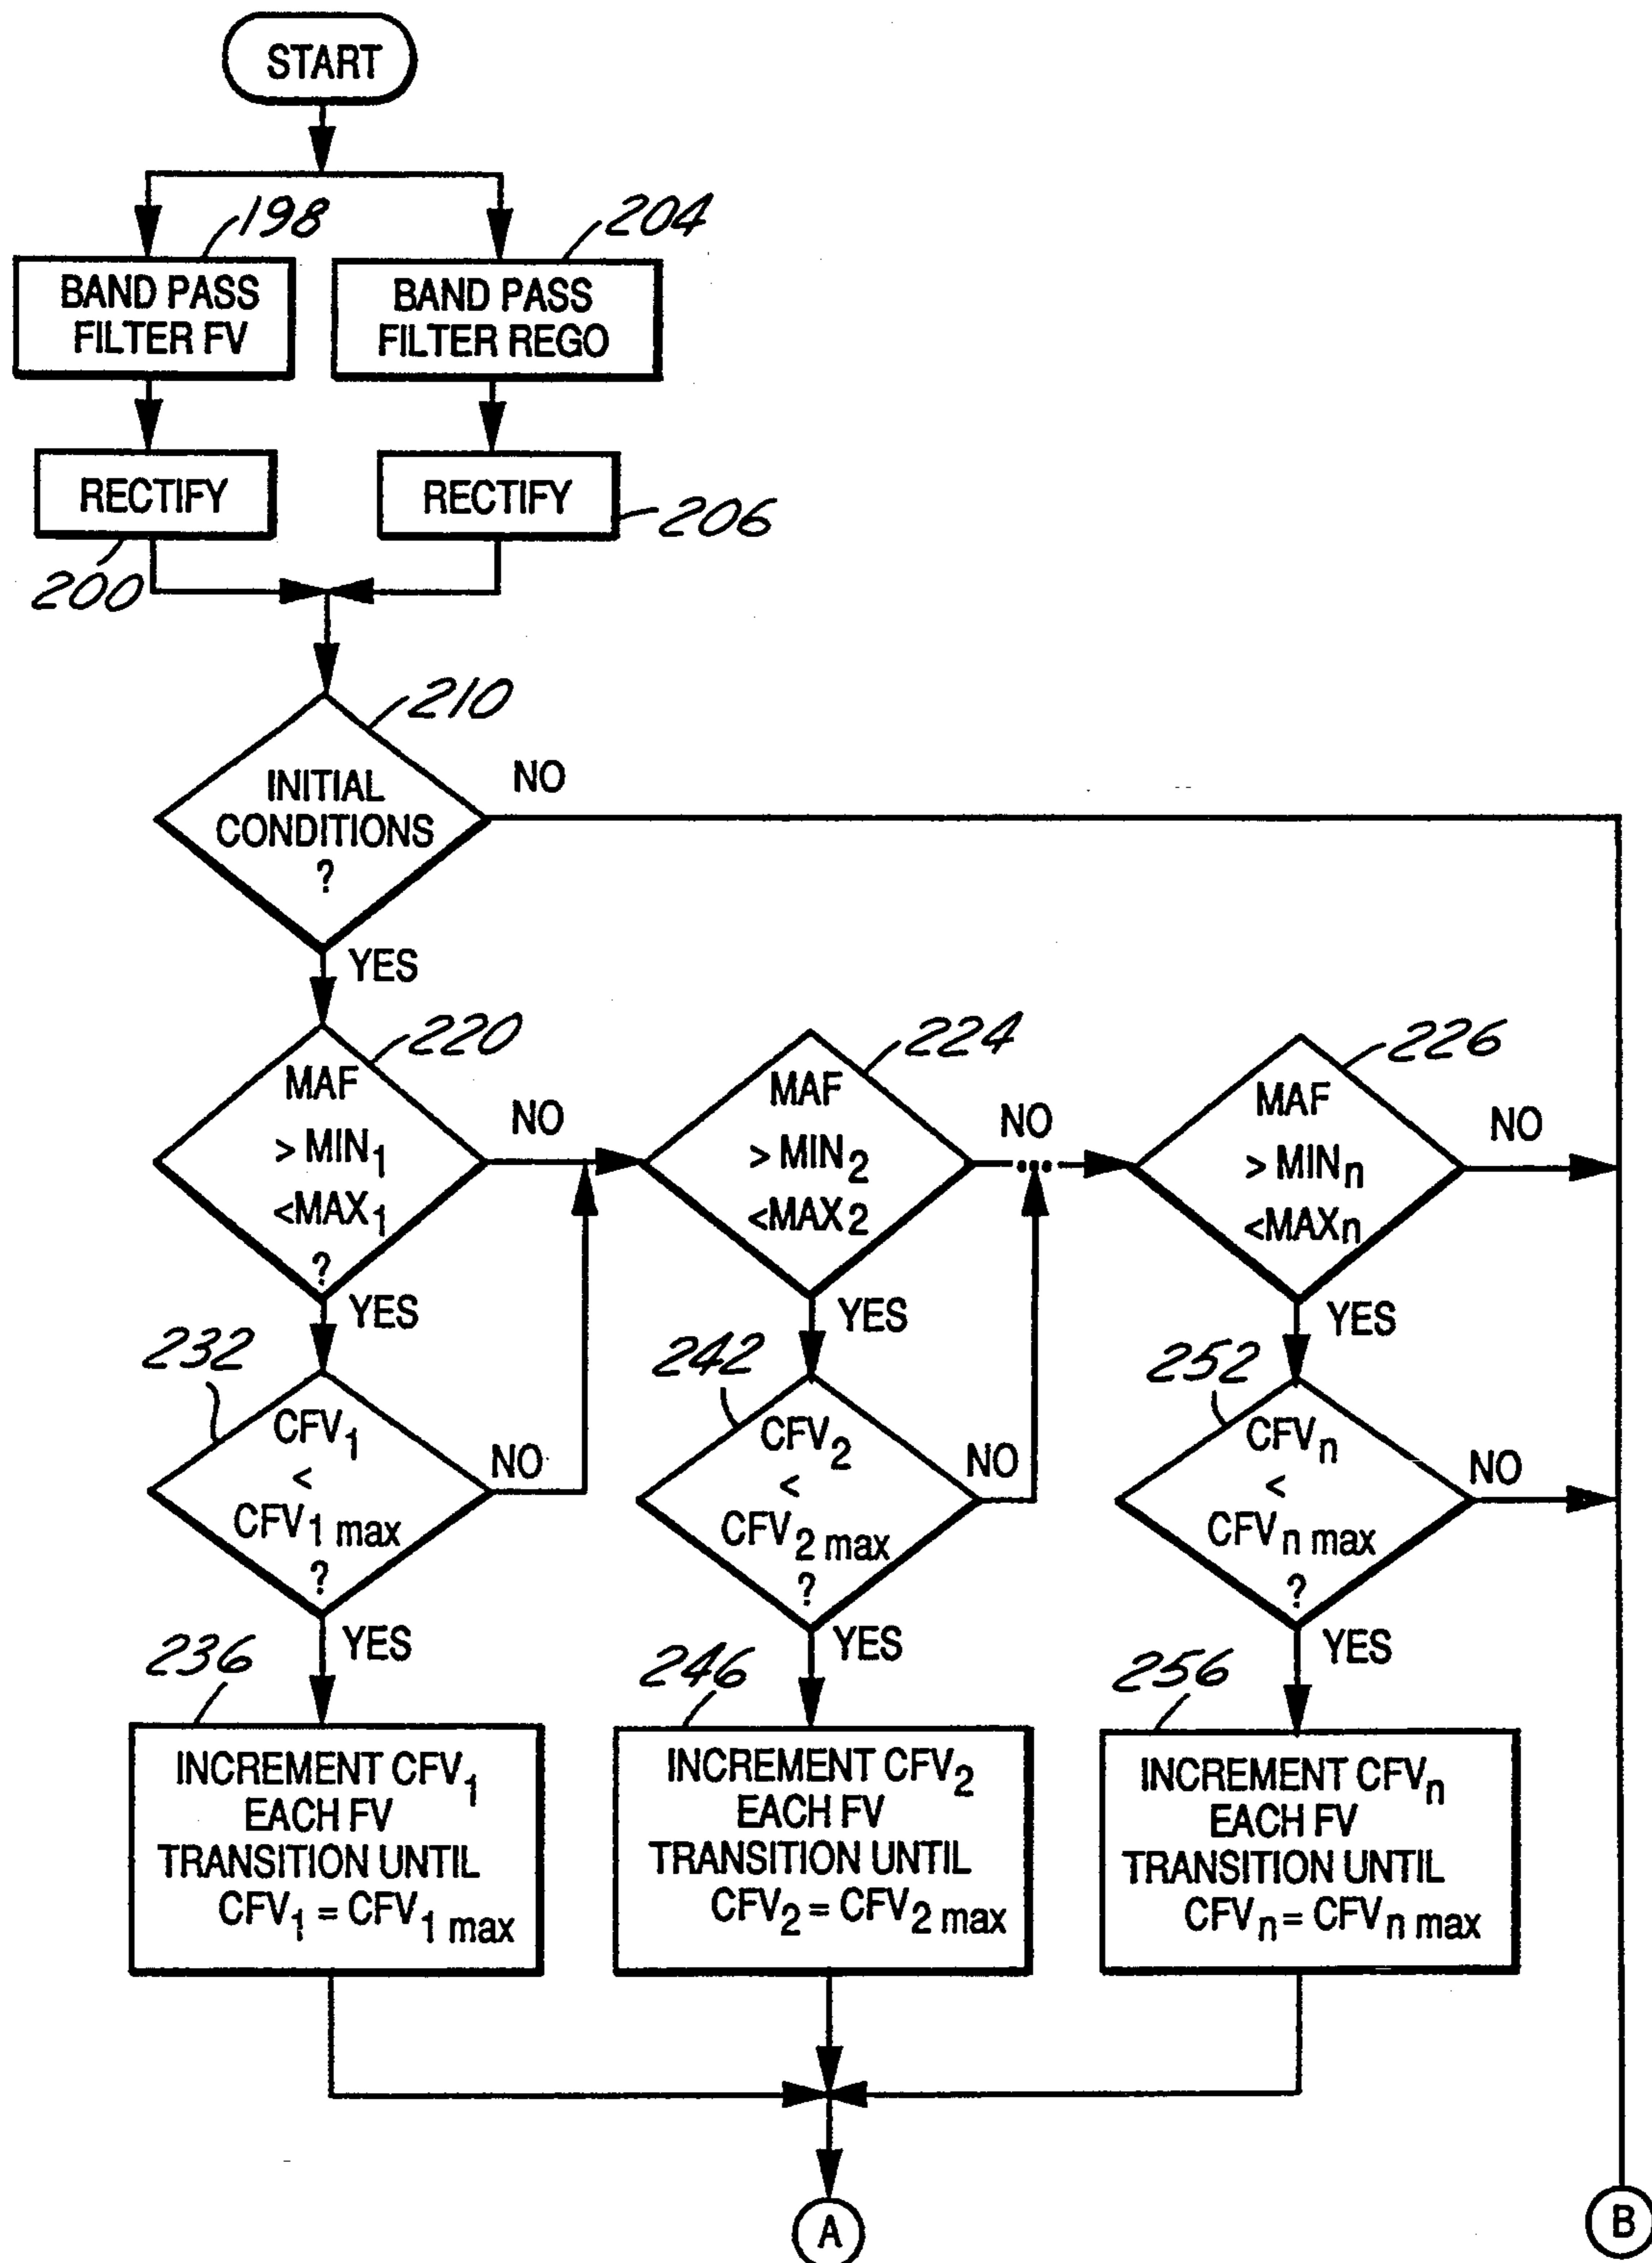 START
198
204
BAND PASS
FILTER FV
BAND PASS
FILTER REGO
RECTIFY
RECTIFY
200
206
210
INITIAL
CONDITIONS
?
NO
YES
220
MAF
> MIN1
<MAX1
?
NO
YES
224
MAF
> MIN2
<MAX2
NO
...
YES
226
MAF
> MINn
<MAXn
NO
YES
232
CFV1
<
CFV1 max
?
NO
YES
242
CFV2
<
CFV2 max
?
NO
YES
252
CFVn
<
CFVn max
?
NO
YES
236
INCREMENT CFV1
EACH FV
TRANSITION UNTIL
CFV1 = CFV1 max
246
INCREMENT CFV2
EACH FV
TRANSITION UNTIL
CFV2 = CFV2 max
256
INCREMENT CFVn
EACH FV
TRANSITION UNTIL
CFVn = CFVn max
A
B